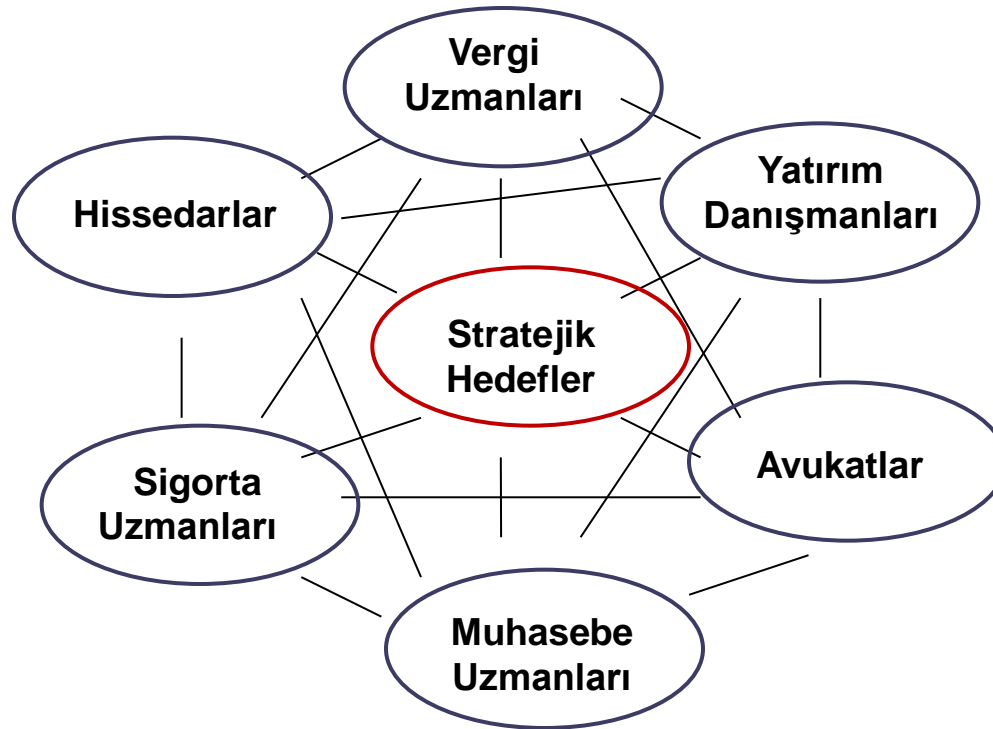 Vergi
Uzmanları
Yatırım
Danışmanları
Hissedarlar
Stratejik
Hedefler
Avukatlar
Sigorta
Uzmanları
Muhasebe
Uzmanları